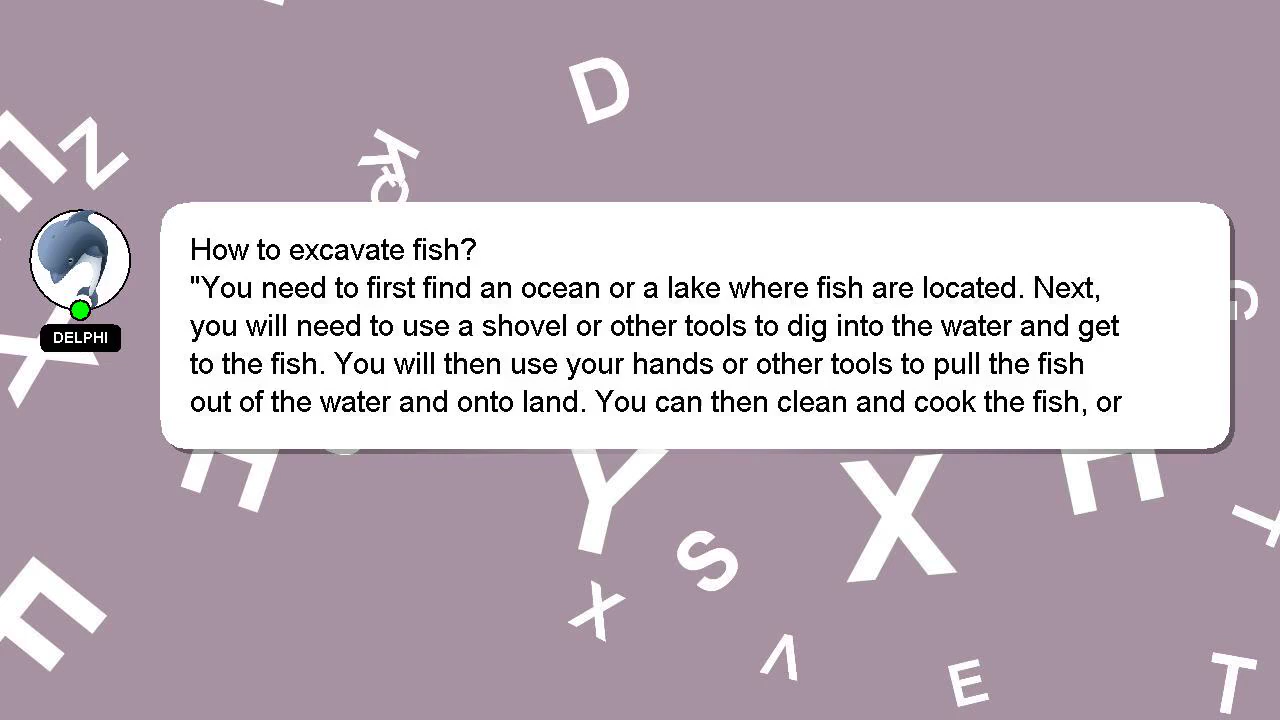 D
Z
K
How to excavate fish?
"You need to first find an ocean or a lake where fish are located. Next,
you will need to use a shovel or other tools to dig into the water and get
to the fish. You will then use your hands or other tools to pull the fish
out of the water and onto land. You can then clean and cook the fish, or
DELPHI
G
X
H
Y
X
H
S
T
X
V
E
T